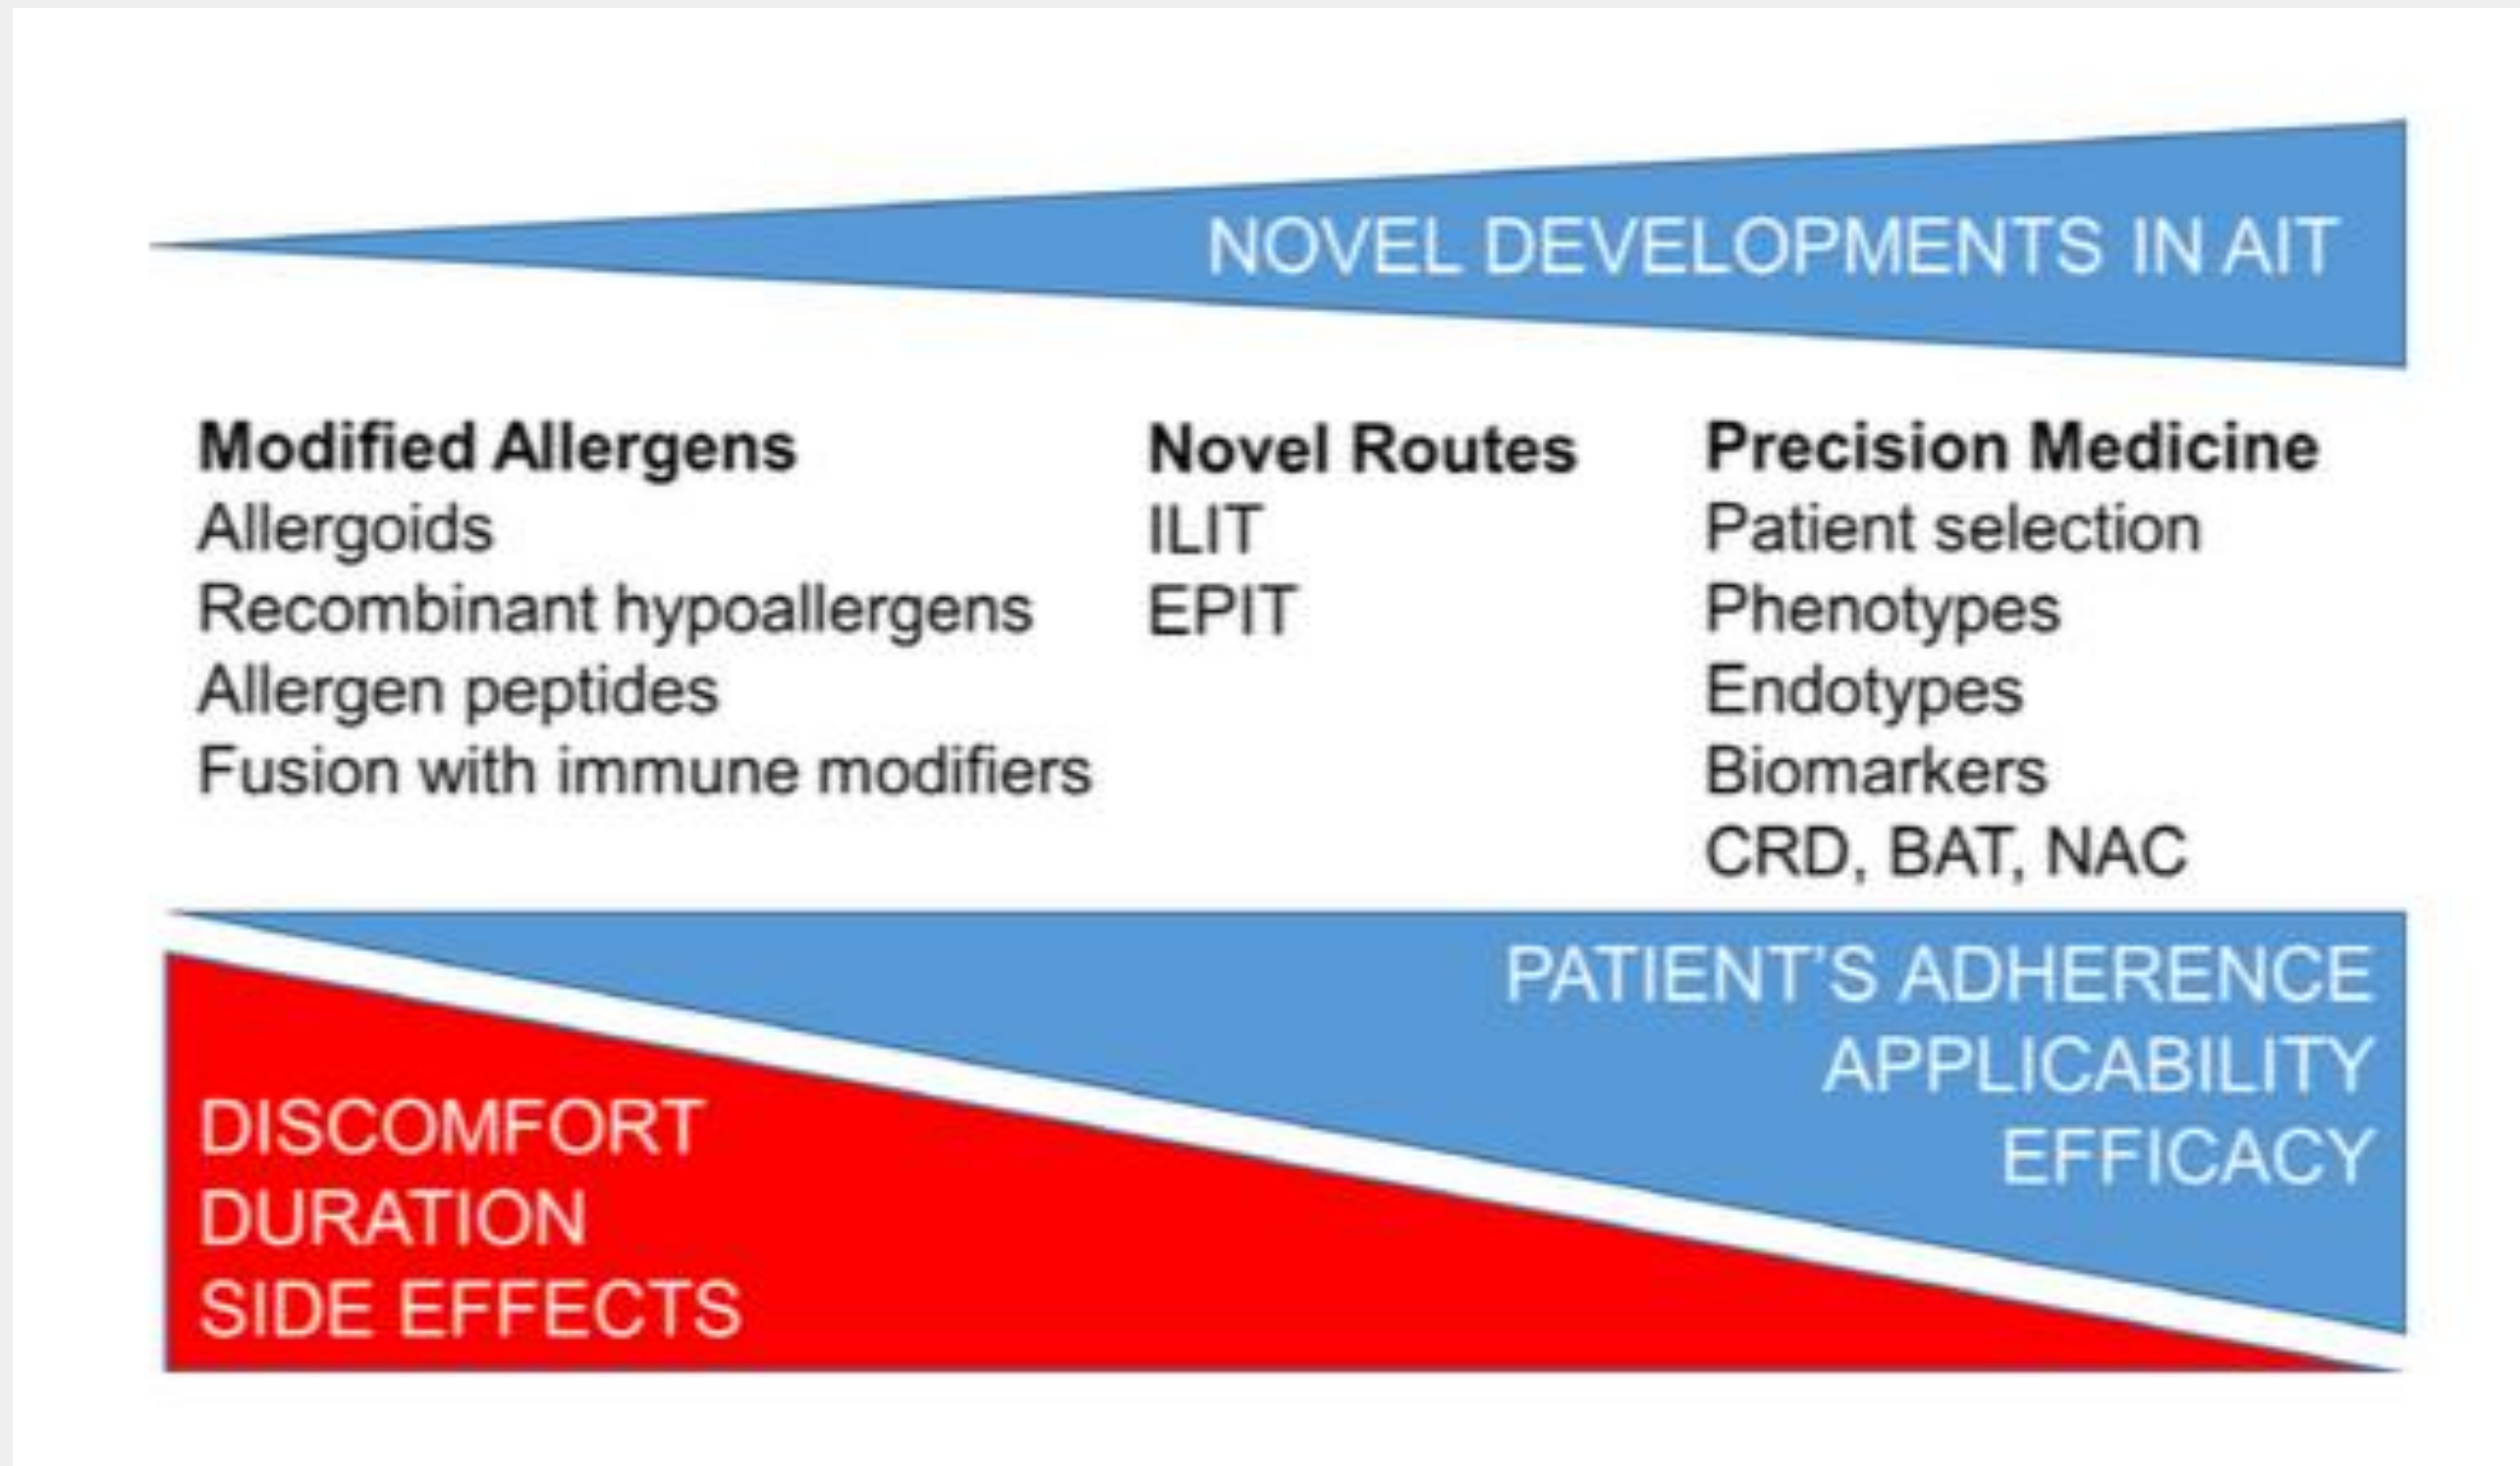 NOVEL DEVELOPMENTS IN AIT
Modified Allergens
Allergoids
Recombinant hypoallergens
Allergen peptides
Fusion with immune modifiers
Novel Routes
ILIT
EPIT
Precision Medicine
Patient selection
Phenotypes
Endotypes
Biomarkers
CRD, BAT, NAC
PATIENT'S ADHERENCE
APPLICABILITY
EFFICACY
DISCOMFORT
DURATION
SIDE EFFECTS